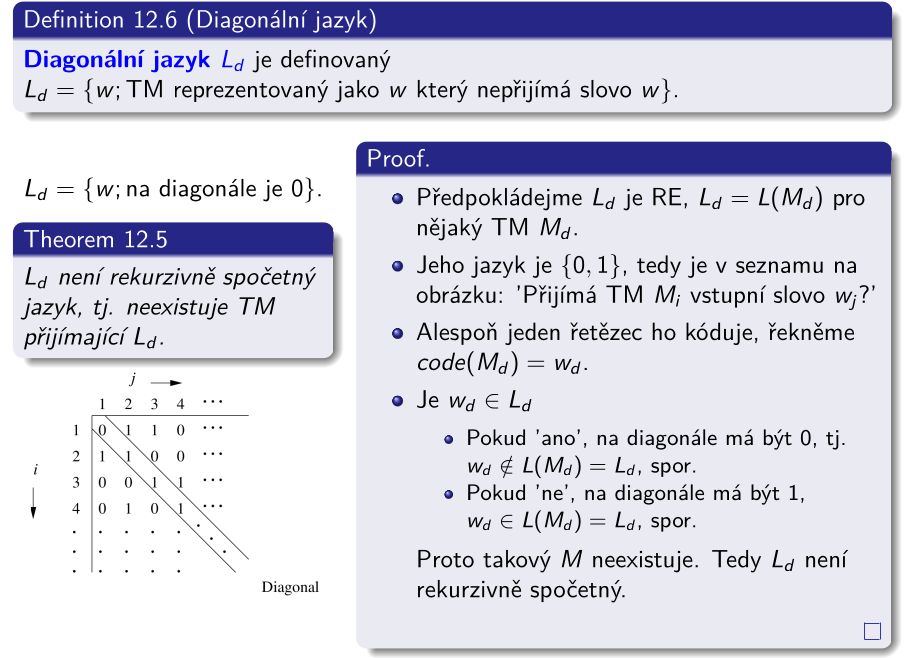 Definition 12.6 (Diagonální jazyk)
Diagonální jazyk L_d je definovaný
L_d = {w; TM reprezentovaný jako w který nepřijímá slovo w}.
L_d = {w; na diagonále je 0}.
Theorem 12.5
L_d není rekurzivně spočetný
jazyk, tj. neexistuje TM
přijímající L_d.
j
1 2 3 4 ···
1 0 1 1 0 ···
2 1 1 0 0 ···
i
3 0 0 1 1 ···
4 0 1 0 1 ···
. . . . .
. . . . .
. . . . .
Diagonal
Proof.
Předpokládejme L_d je RE, L_d = L(M_d) pro
nějaký TM M_d.
Jeho jazyk je {0, 1}, tedy je v seznamu na
obrázku: 'Přijímá TM M_i vstupní slovo w_j?'
Alespoň jeden řetězec ho kóduje, řekněme
code(M_d) = w_d.
Je w_d ∈ L_d
Pokud 'ano', na diagonále má být 0, tj.
w_d ∉ L(M_d) = L_d, spor.
Pokud 'ne', na diagonále má být 1,
w_d ∈ L(M_d) = L_d, spor.
Proto takový M neexistuje. Tedy L_d není
rekurzivně spočetný.